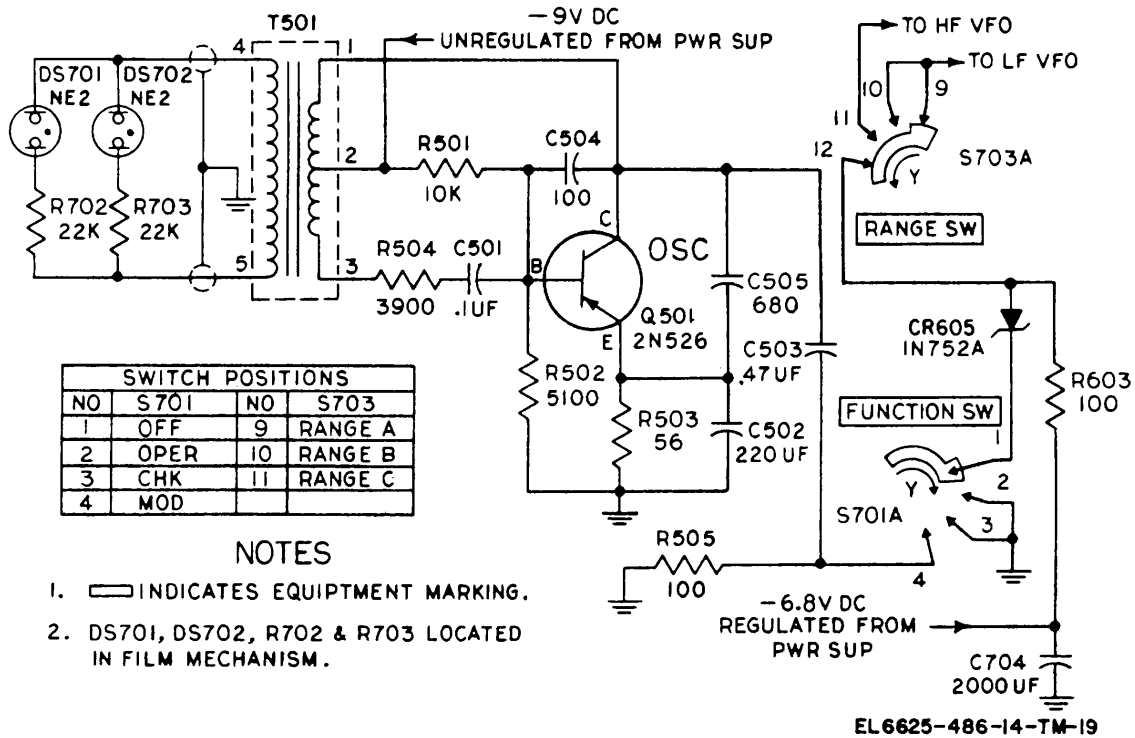 T501
-9V DC
UNREGULATED FROM PWR SUP
TO HF VFO
TO LF VFO
DS701
NE2
DS702
NE2
4
1
10
9
11
12
S703A
Y
RANGE SW
2
R501
10K
C504
100
R702
22K
R703
22K
5
3
R504
3900
C501
.1UF
B
C
E
OSC
Q501
2N526
C505
680
C503
.47UF
CR605
1N752A
R603
100
R502
5100
R503
56
C502
220UF
FUNCTION SW
1
2
3
4
Y
S701A
SWITCH POSITIONS
NO S701 NO S703
1 OFF 9 RANGE A
2 OPER 10 RANGE B
3 CHK 11 RANGE C
4 MOD
R505
100
-6.8V DC
REGULATED FROM
PWR SUP
C704
2000UF
NOTES
1. INDICATES EQUIPTMENT MARKING.
2. DS701, DS702, R702 & R703 LOCATED
IN FILM MECHANISM.
EL6625-486-14-TM-19